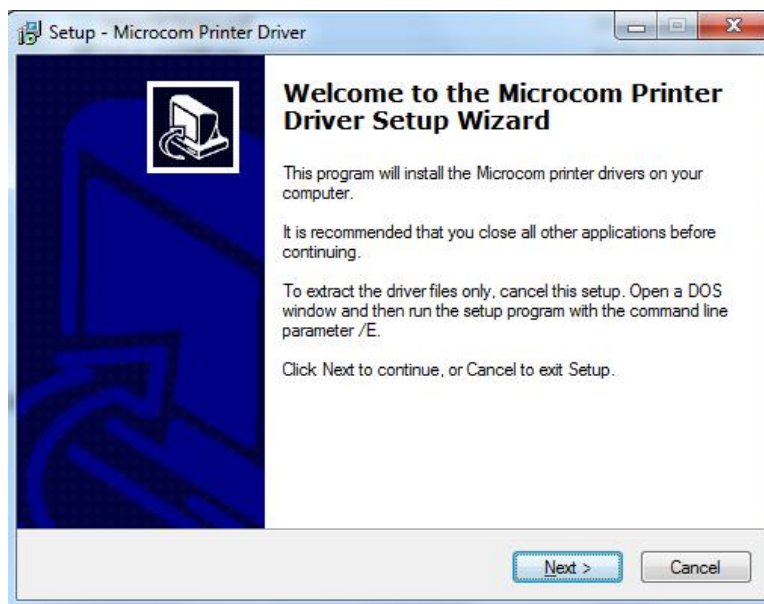 Setup - Microcom Printer Driver
Welcome to the Microcom Printer
Driver Setup Wizard
This program will install the Microcom printer drivers on your
computer.
It is recommended that you close all other applications before
continuing.
To extract the driver files only, cancel this setup. Open a DOS
window and then run the setup program with the command line
parameter /E.
Click Next to continue, or Cancel to exit Setup.
Next >
Cancel